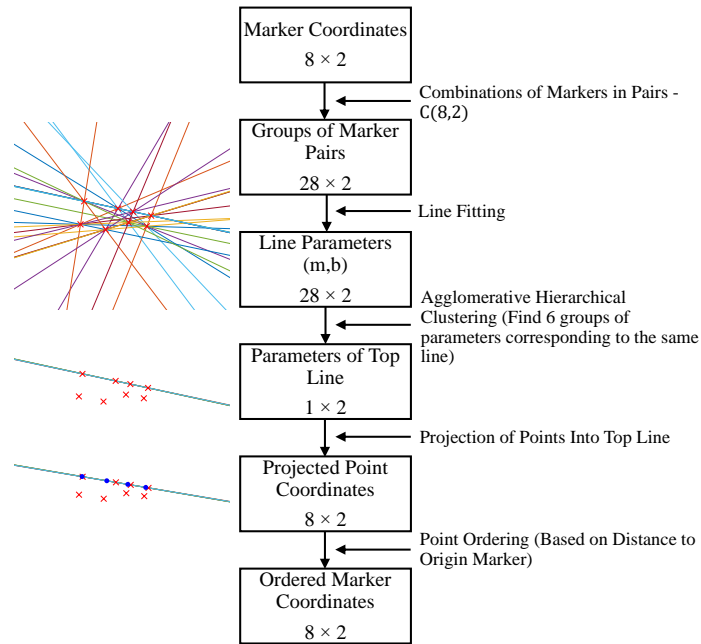 Marker Coordinates
8 × 2
Combinations of Markers in Pairs -
C(8,2)
Groups of Marker
Pairs
28 × 2
Line Fitting
Line Parameters
(m,b)
28 × 2
Agglomerative Hierarchical
Clustering (Find 6 groups of
parameters corresponding to the same
line)
Parameters of Top
Line
1 × 2
Projection of Points Into Top Line
Projected Point
Coordinates
8 × 2
Point Ordering (Based on Distance to
Origin Marker)
Ordered Marker
Coordinates
8 × 2